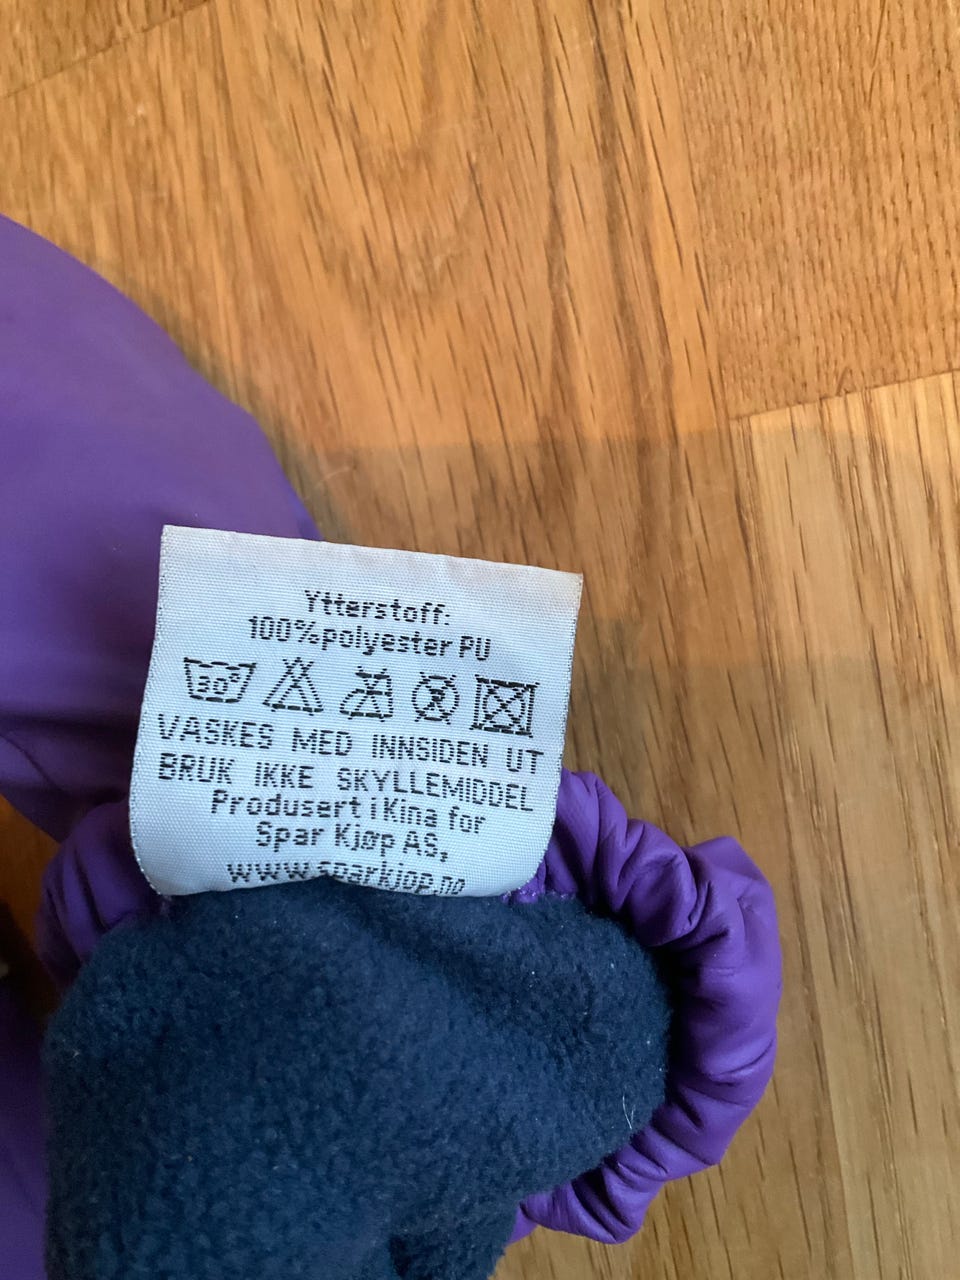 Ytterstoff:
100%polyester PU
30°
VASKES MED INNSIDEN UT
BRUK IKKE SKYLLEMIDDEL
Produsert i Kina for
Spar Kjøp AS,
www.sparkjop.no